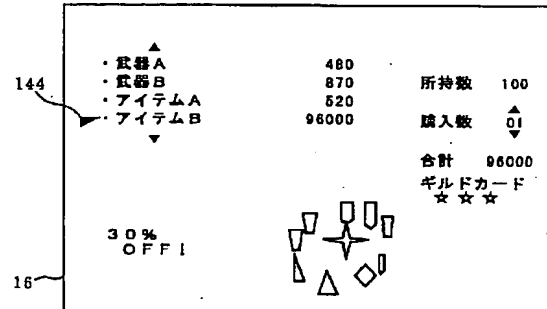 ・武器A 480
・武器B 870
・アイテムA 520
・アイテムB 96000
所持数 100
購入数 01
合計 96000
ギルドカード
☆☆☆
30%
OFF!
144
16